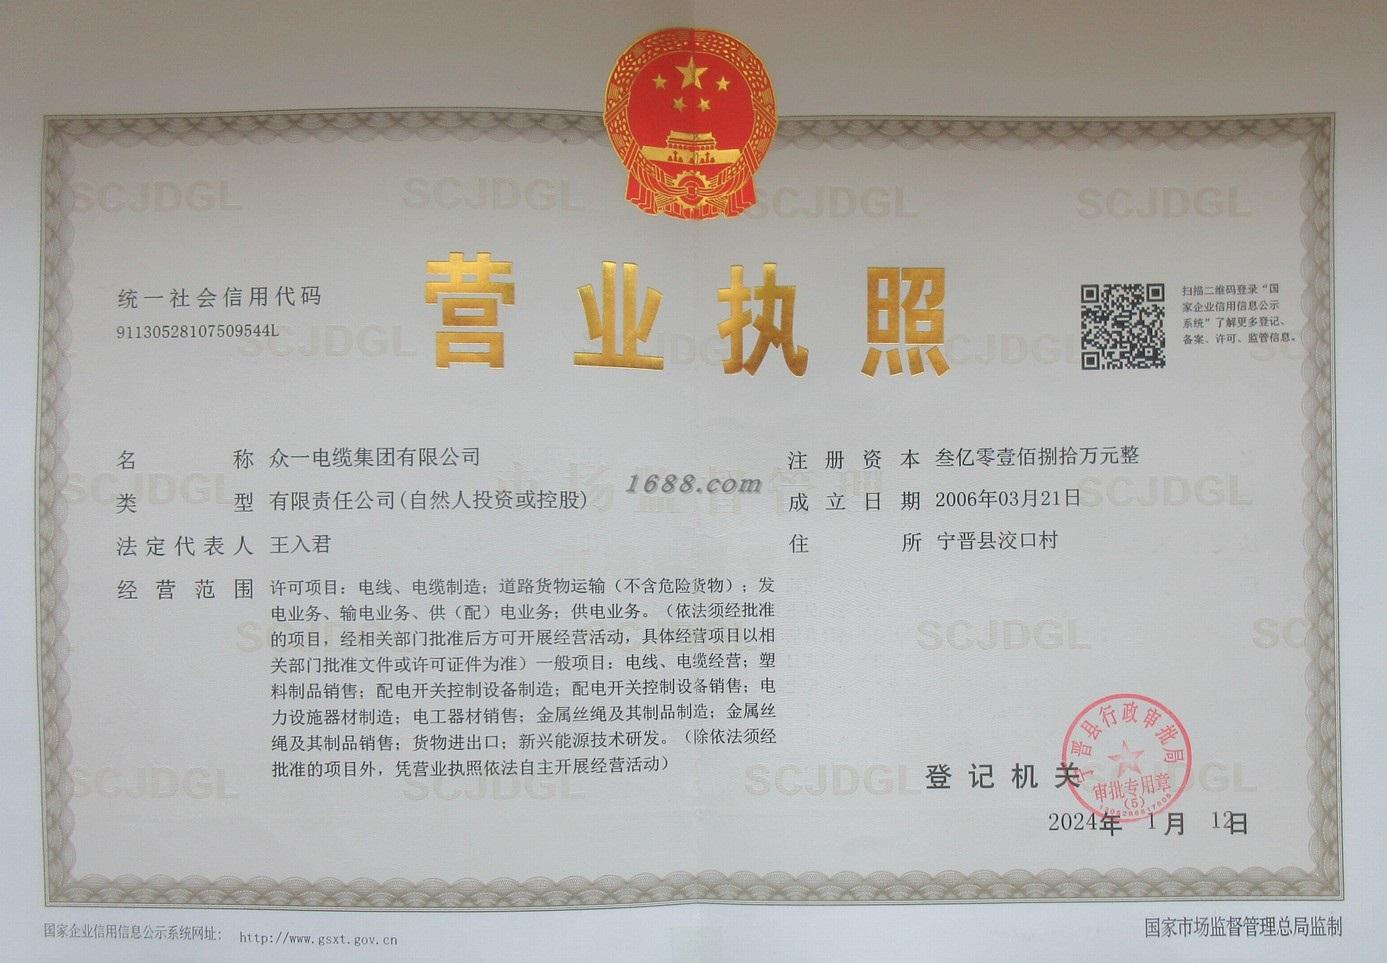 营业执照
统一社会信用代码
91130528107509544L
扫描二维码登录“国
家企业信用信息公示
系统”了解更多登记、
备案、许可、监管信息。
名称 众一电缆集团有限公司
类型 有限责任公司(自然人投资或控股)
法定代表人 王入君
经营范围 许可项目：电线、电缆制造；道路货物运输（不含危险货物）；发
电业务、输电业务、供（配）电业务；供电业务。（依法须经批准
的项目，经相关部门批准后方可开展经营活动，具体经营项目以相
关部门批准文件或许可证件为准）一般项目：电线、电缆经营；塑
料制品销售；配电开关控制设备制造；配电开关控制设备销售；电
力设施器材制造；电工器材销售；金属丝绳及其制品制造；金属丝
绳及其制品销售；货物进出口；新兴能源技术研发。（除依法须经
批准的项目外，凭营业执照依法自主开展经营活动）
注册资本 叁亿零壹佰捌拾万元整
成立日期 2006年03月21日
住所 宁晋县洨口村
1688.com
登记机关
宁晋县行政审批局
审批专用章
(5)
2024年 1月 12日
国家企业信用信息公示系统网址： http://www.gsxt.gov.cn
国家市场监督管理总局监制
SCJDGL
市场监督管理